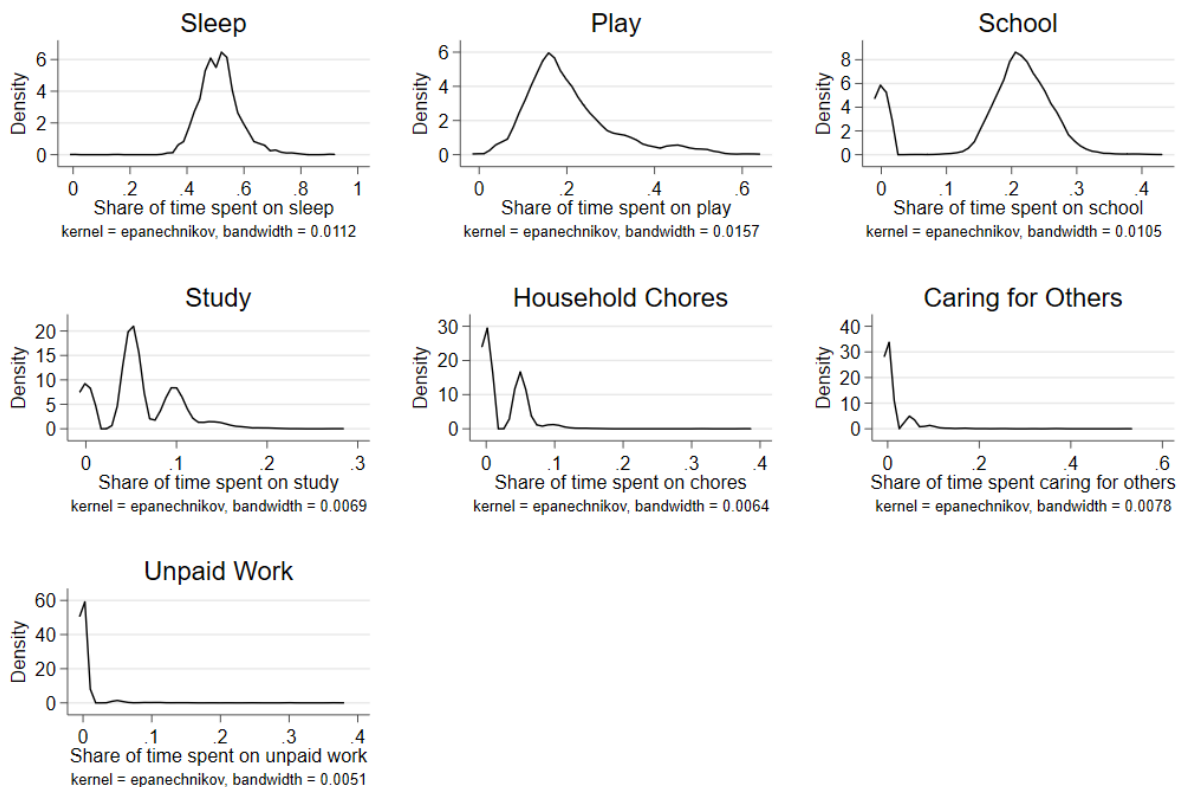 Sleep
Density
6
4
2
0
0 .2 .4 .6 .8 1
Share of time spent on sleep
kernel = epanechnikov, bandwidth = 0.0112
Play
Density
6
4
2
0
0 .2 .4 .6
Share of time spent on play
kernel = epanechnikov, bandwidth = 0.0157
School
Density
8
6
4
2
0
0 .1 .2 .3 .4
Share of time spent on school
kernel = epanechnikov, bandwidth = 0.0105
Study
Density
20
15
10
5
0
0 .1 .2 .3
Share of time spent on study
kernel = epanechnikov, bandwidth = 0.0069
Household Chores
Density
30
20
10
0
0 .1 .2 .3 .4
Share of time spent on chores
kernel = epanechnikov, bandwidth = 0.0064
Caring for Others
Density
40
30
20
10
0
0 .2 .4 .6
Share of time spent caring for others
kernel = epanechnikov, bandwidth = 0.0078
Unpaid Work
Density
60
40
20
0
0 .1 .2 .3 .4
Share of time spent on unpaid work
kernel = epanechnikov, bandwidth = 0.0051